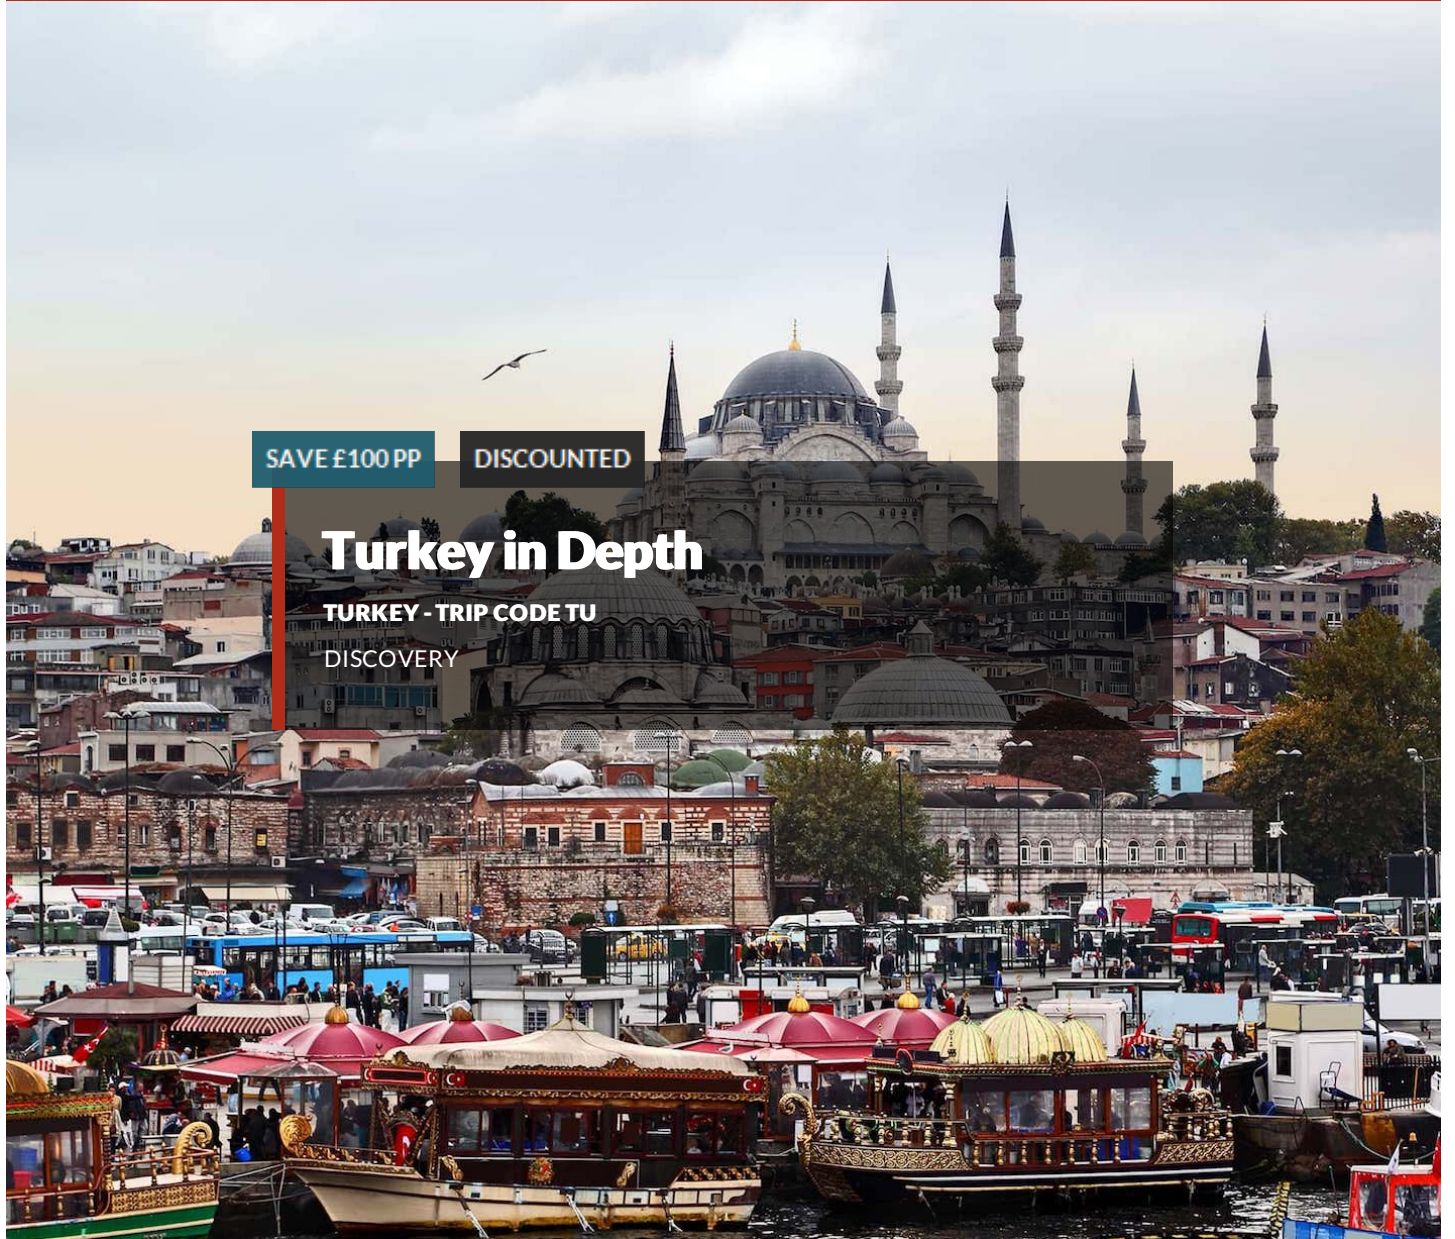 SAVE £100 PP
DISCOUNTED
Turkey in Depth
TURKEY - TRIP CODE TU
DISCOVERY